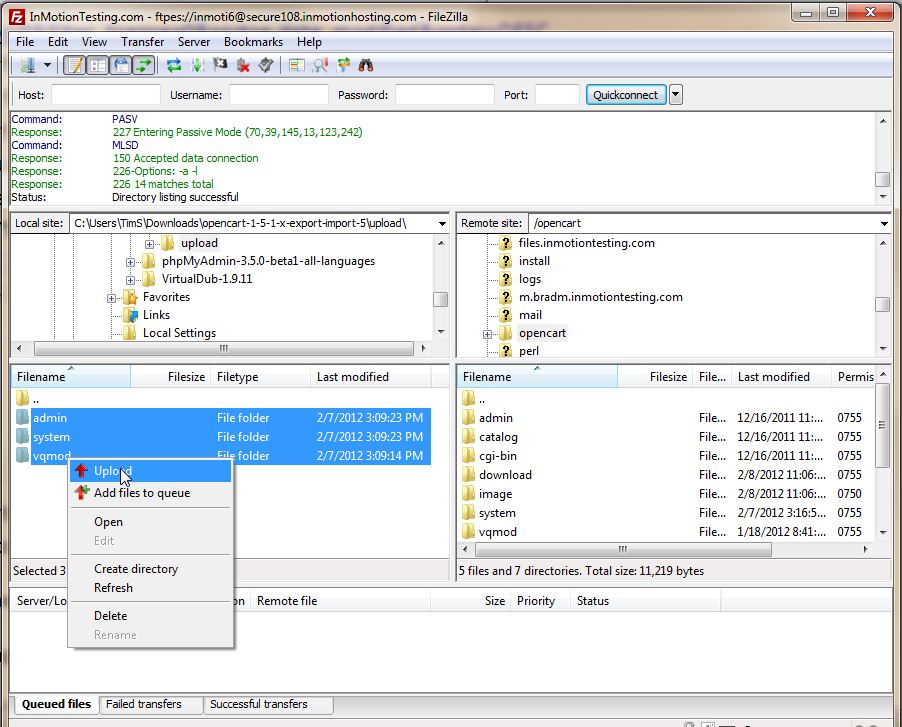 InMotionTesting.com - ftpes://inmoti6@secure108.inmotionhosting.com - FileZilla
File Edit View Transfer Server Bookmarks Help
Host: Username: Password: Port: Quickconnect
Command: PASV
Response: 227 Entering Passive Mode (70,39,145,13,123,242)
Command: MLSD
Response: 150 Accepted data connection
Response: 226-Options: -a -l
Response: 226 14 matches total
Status: Directory listing successful
Local site: C:\Users\TimS\Downloads\opencart-1-5-1-x-export-import-5\upload\
upload
phpMyAdmin-3.5.0-beta1-all-languages
VirtualDub-1.9.11
Favorites
Links
Local Settings
Remote site: /opencart
files.inmotiontesting.com
install
logs
m.bradm.inmotiontesting.com
mail
opencart
perl
Filename Filesize Filetype Last modified
..
admin File folder 2/7/2012 3:09:23 PM
system File folder 2/7/2012 3:09:23 PM
vqmod File folder 2/7/2012 3:09:14 PM
Selected 3
Upload
Add files to queue
Open
Edit
Create directory
Refresh
Delete
Rename
Filename Filesize File... Last modified Permis
..
admin File... 12/16/2011 11:... 0755
catalog File... 12/16/2011 11:... 0755
cgi-bin File... 12/16/2011 11:... 0755
download File... 2/8/2012 11:06:... 0755
image File... 2/8/2012 11:06:... 0750
system File... 2/7/2012 3:16:5... 0755
vqmod File... 1/18/2012 8:41:... 0755
5 files and 7 directories. Total size: 11,219 bytes
Server/Lo on Remote file Size Priority Status
Queued files Failed transfers Successful transfers